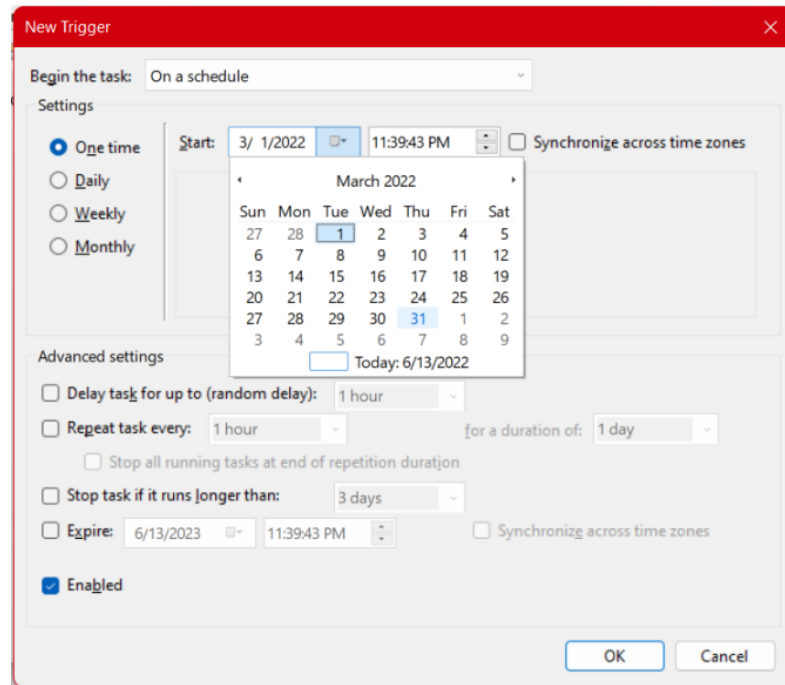 New Trigger
Begin the task: On a schedule
Settings
One time
Daily
Weekly
Monthly
Start: 3/ 1/2022 11:39:43 PM Synchronize across time zones
March 2022
Sun Mon Tue Wed Thu Fri Sat
27 28 1 2 3 4 5
6 7 8 9 10 11 12
13 14 15 16 17 18 19
20 21 22 23 24 25 26
27 28 29 30 31 1 2
3 4 5 6 7 8 9
Today: 6/13/2022
Advanced settings
Delay task for up to (random delay): 1 hour
Repeat task every: 1 hour for a duration of: 1 day
Stop all running tasks at end of repetition duration
Stop task if it runs longer than: 3 days
Expire: 6/13/2023 11:39:43 PM Synchronize across time zones
Enabled
OK Cancel